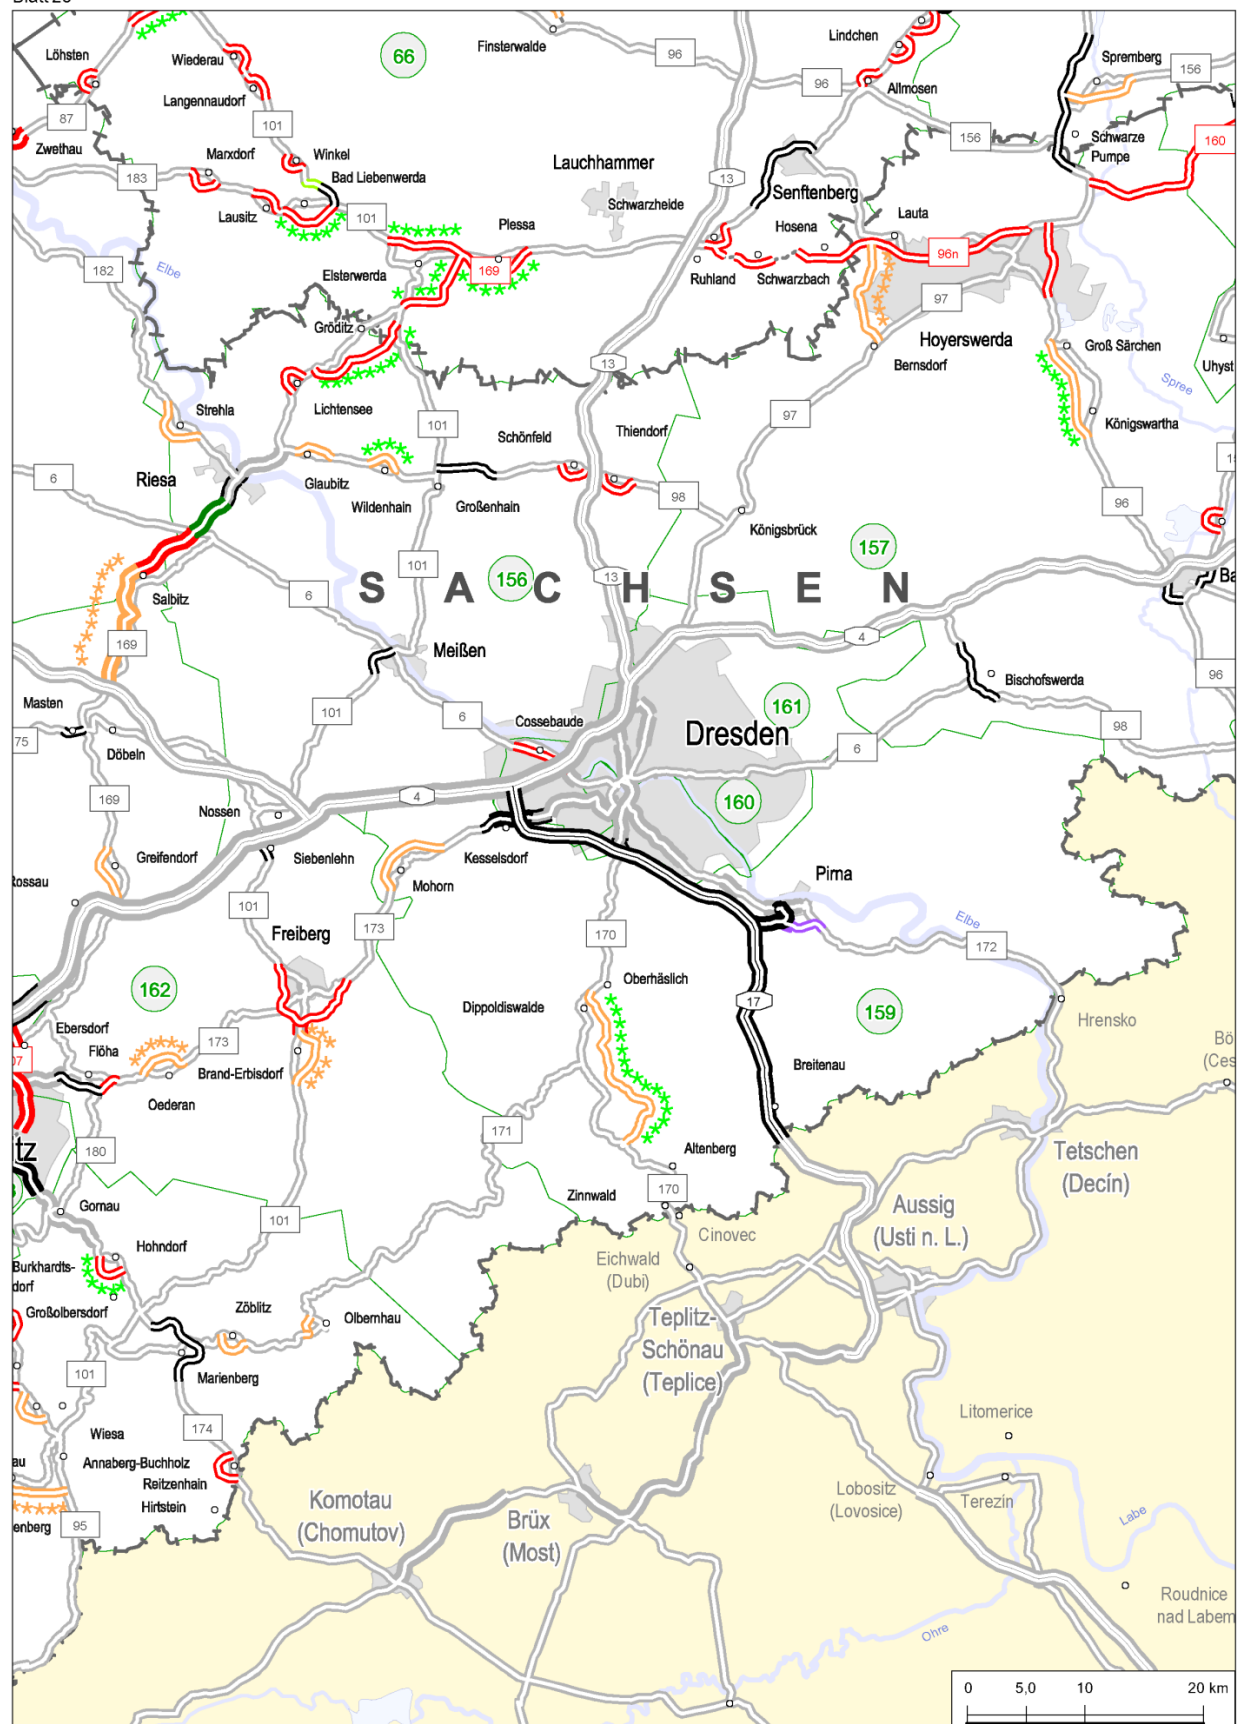 Finsterwalde
Lindchen
Löhsten
Wiederau
66
96
Spremberg
156
96
Allmosen
Langennaudorf
87
101
Zwethau
Marxdorf
Winkel
156
Schwarze
Pumpe
160
183
Bad Liebenwerda
Lauchhammer
13
Senftenberg
Lausitz
101
Plessa
Schwarzheide
Hosena
Lauta
182
Elbe
Elsterwerda
169
Ruhland
Schwarzbach
96n
97
Gröditz
Hoyerswerda
Groß Särchen
13
Bernsdorf
Uhyst
Spree
Lichtensee
Strehla
101
Schönfeld
Thiendorf
97
Königswartha
6
Riesa
Glaubitz
Wildenhain
Großenhain
98
96
Königsbrück
157
101
156
13
SACHSEN
Salbitz
6
4
169
Meißen
Bischofswerda
96
Masten
101
6
Cossebaude
161
Dresden
98
75
Döbeln
6
169
4
160
Nossen
Greifendorf
Siebenlehn
Kesselsdorf
Mohorn
Pirna
101
173
Freiberg
170
Elbe
172
162
Oberhäslich
Dippoldiswalde
17
159
Hrensko
Ebersdorf
Flöha
173
Brand-Erbisdorf
Breitenau
Oederan
171
180
Altenberg
Tetschen
(Decín)
Zinnwald
170
Gornau
101
Aussig
(Usti n. L.)
Cinovec
Hohndorf
Eichwald
(Dubi)
Burkhardts-
dorf
Großolbersdorf
Zöblitz
Olbernhau
Teplitz-
Schönau
(Teplice)
101
Marienberg
174
Wiesa
Litomerice
Annaberg-Buchholz
Reitzenhain
Hirtstein
Komotau
(Chomutov)
Brüx
(Most)
Lobositz
(Lovosice)
Terezin
Labe
95
Roudnice
nad Labem
Ohre
0 5,0 10 20 km